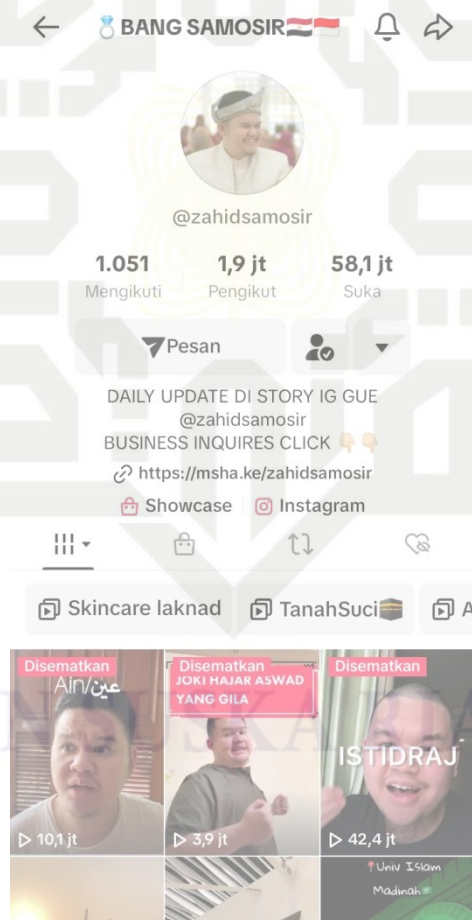 BANG SAMOSIR
@zahidsamosir
1.051 1,9 jt 58,1 jt
Mengikuti Pengikut Suka
Pesan
DAILY UPDATE DI STORY IG GUE
@zahidsamosir
BUSINESS INQUIRES CLICK 👇🏻👇🏻
https://msha.ke/zahidsamosir
Showcase Instagram
Skincare laknad TanahSuci🕋 A
Disematkan Disematkan Disematkan
Ain/عين
JOKI HAJAR ASWAD
YANG GILA
ISTIDRAJ
10,1 jt 3,9 jt 42,4 jt
Univ Islam
Madinah